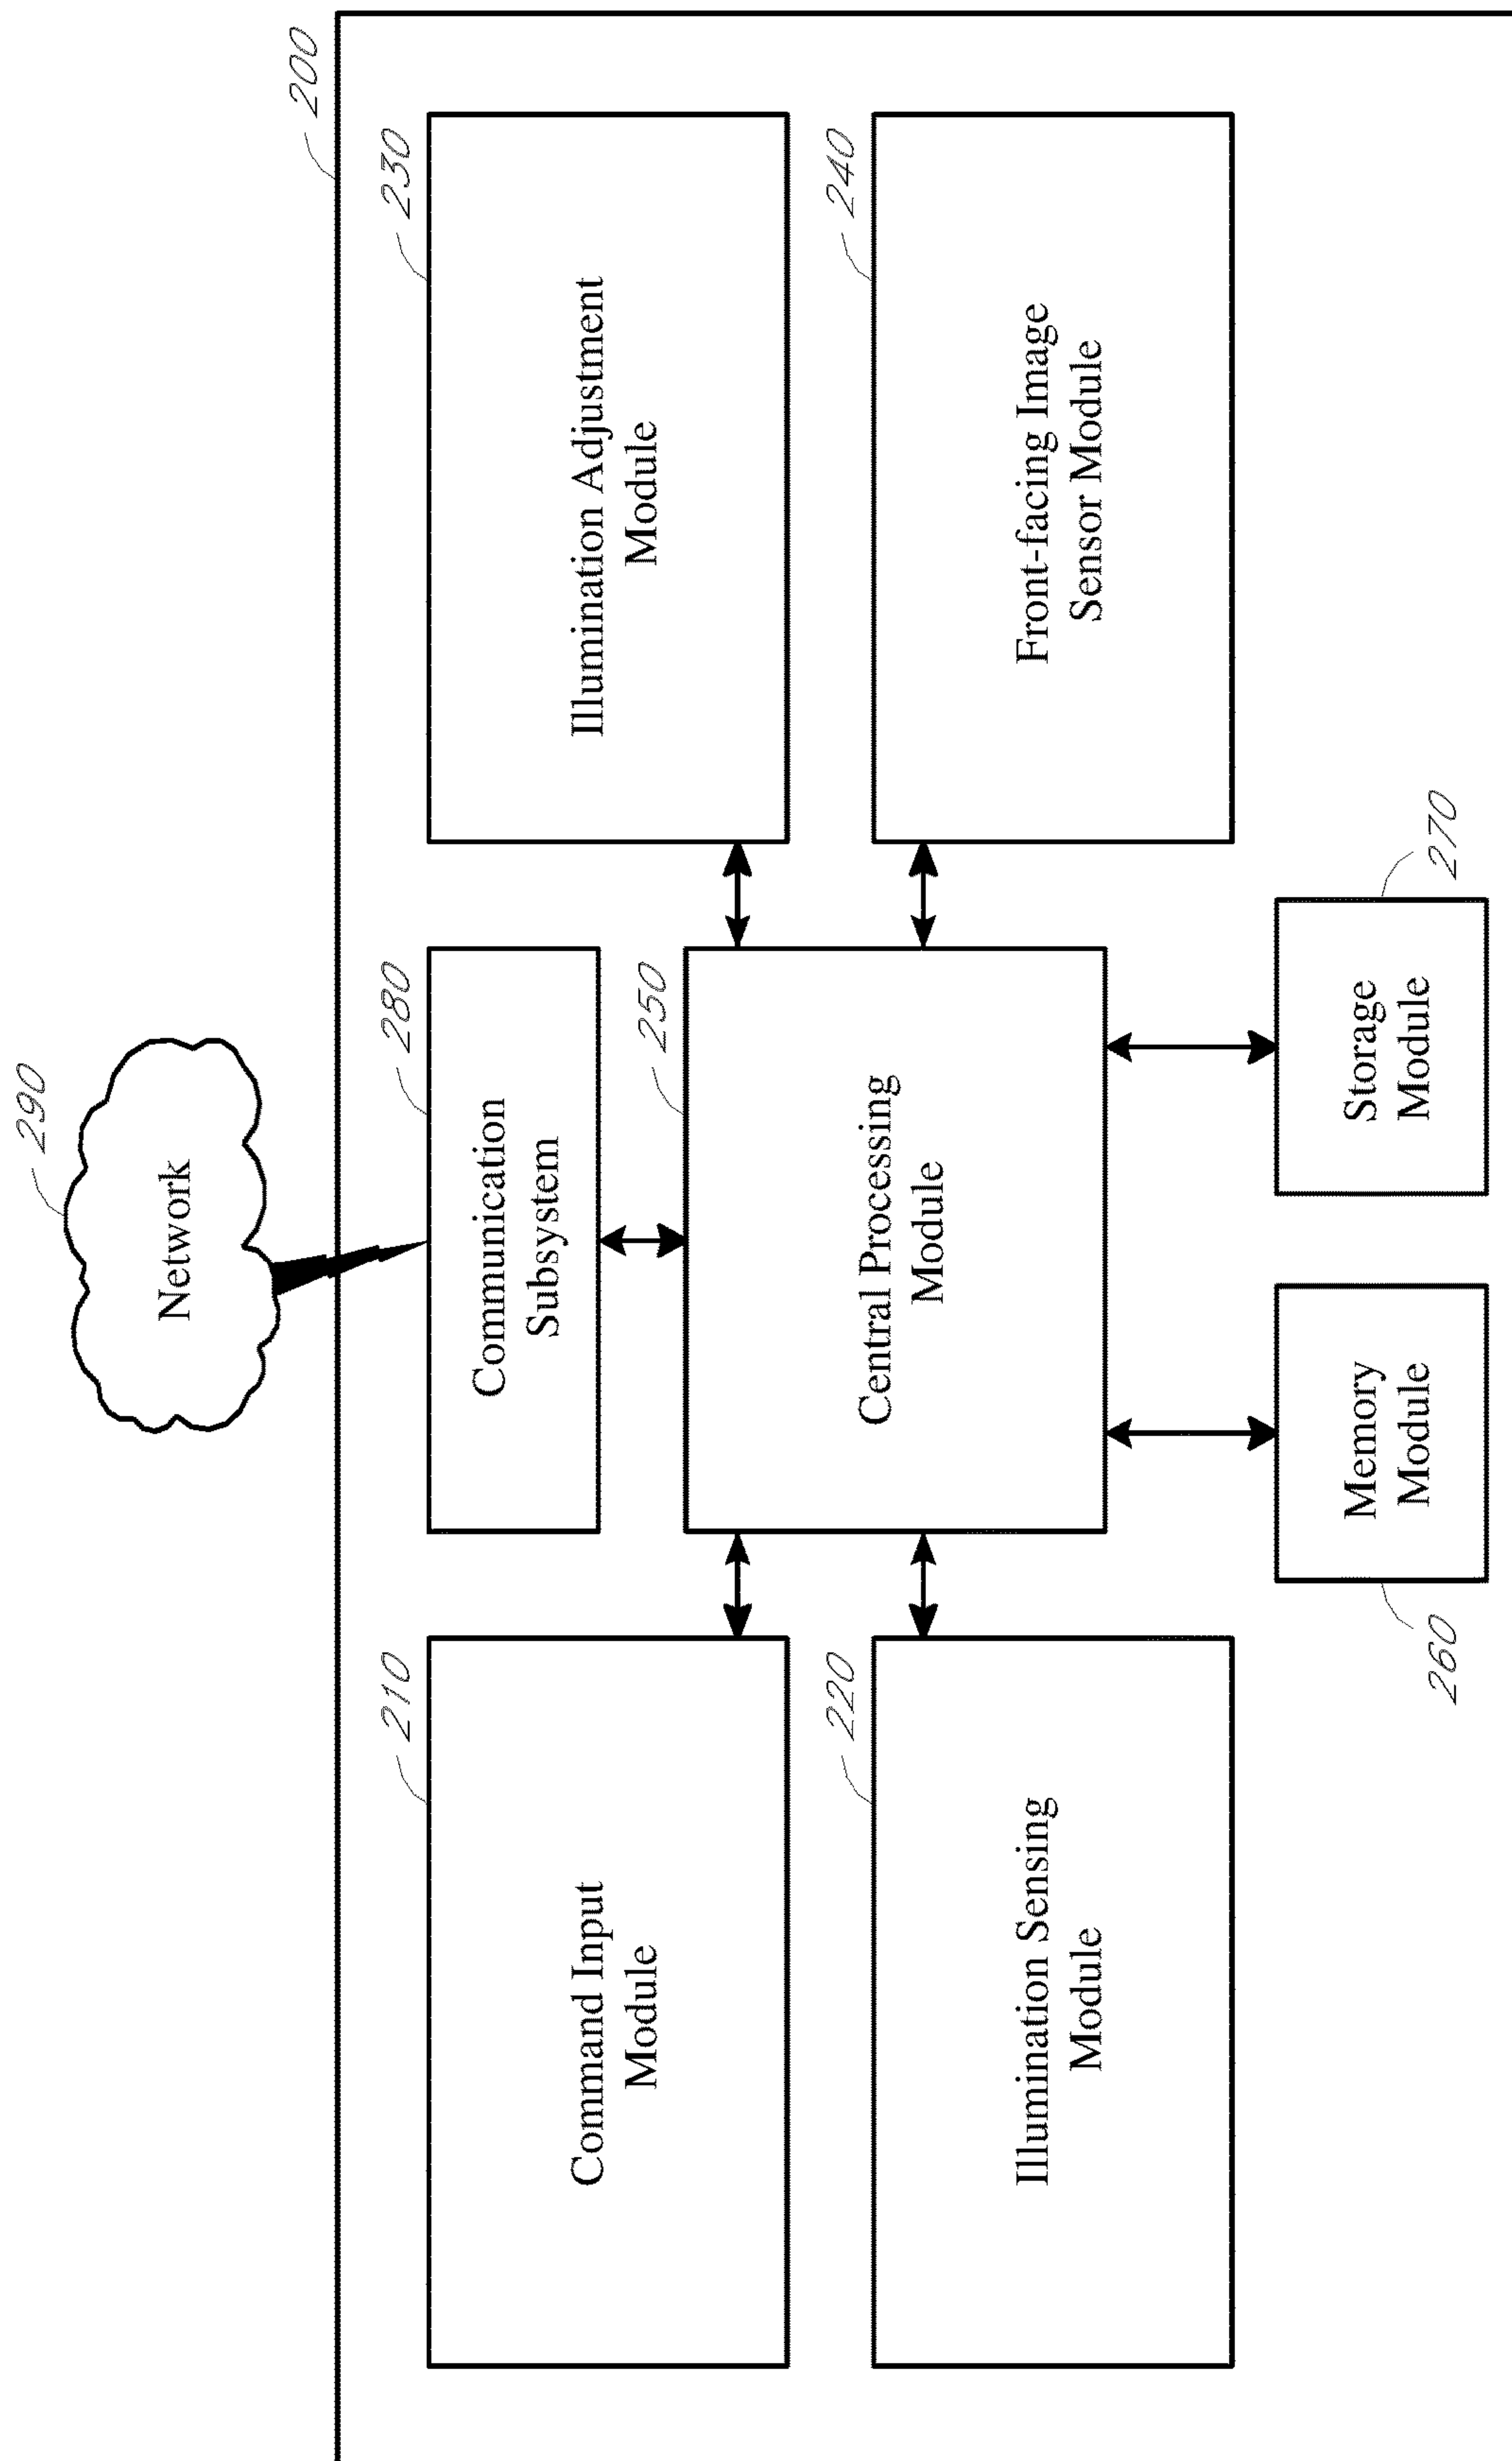 290
Network
200
210
Command Input
Module
280
Communication
Subsystem
230
Illumination Adjustment
Module
250
Central Processing
Module
220
Illumination Sensing
Module
240
Front-facing Image
Sensor Module
260
Memory
Module
270
Storage
Module